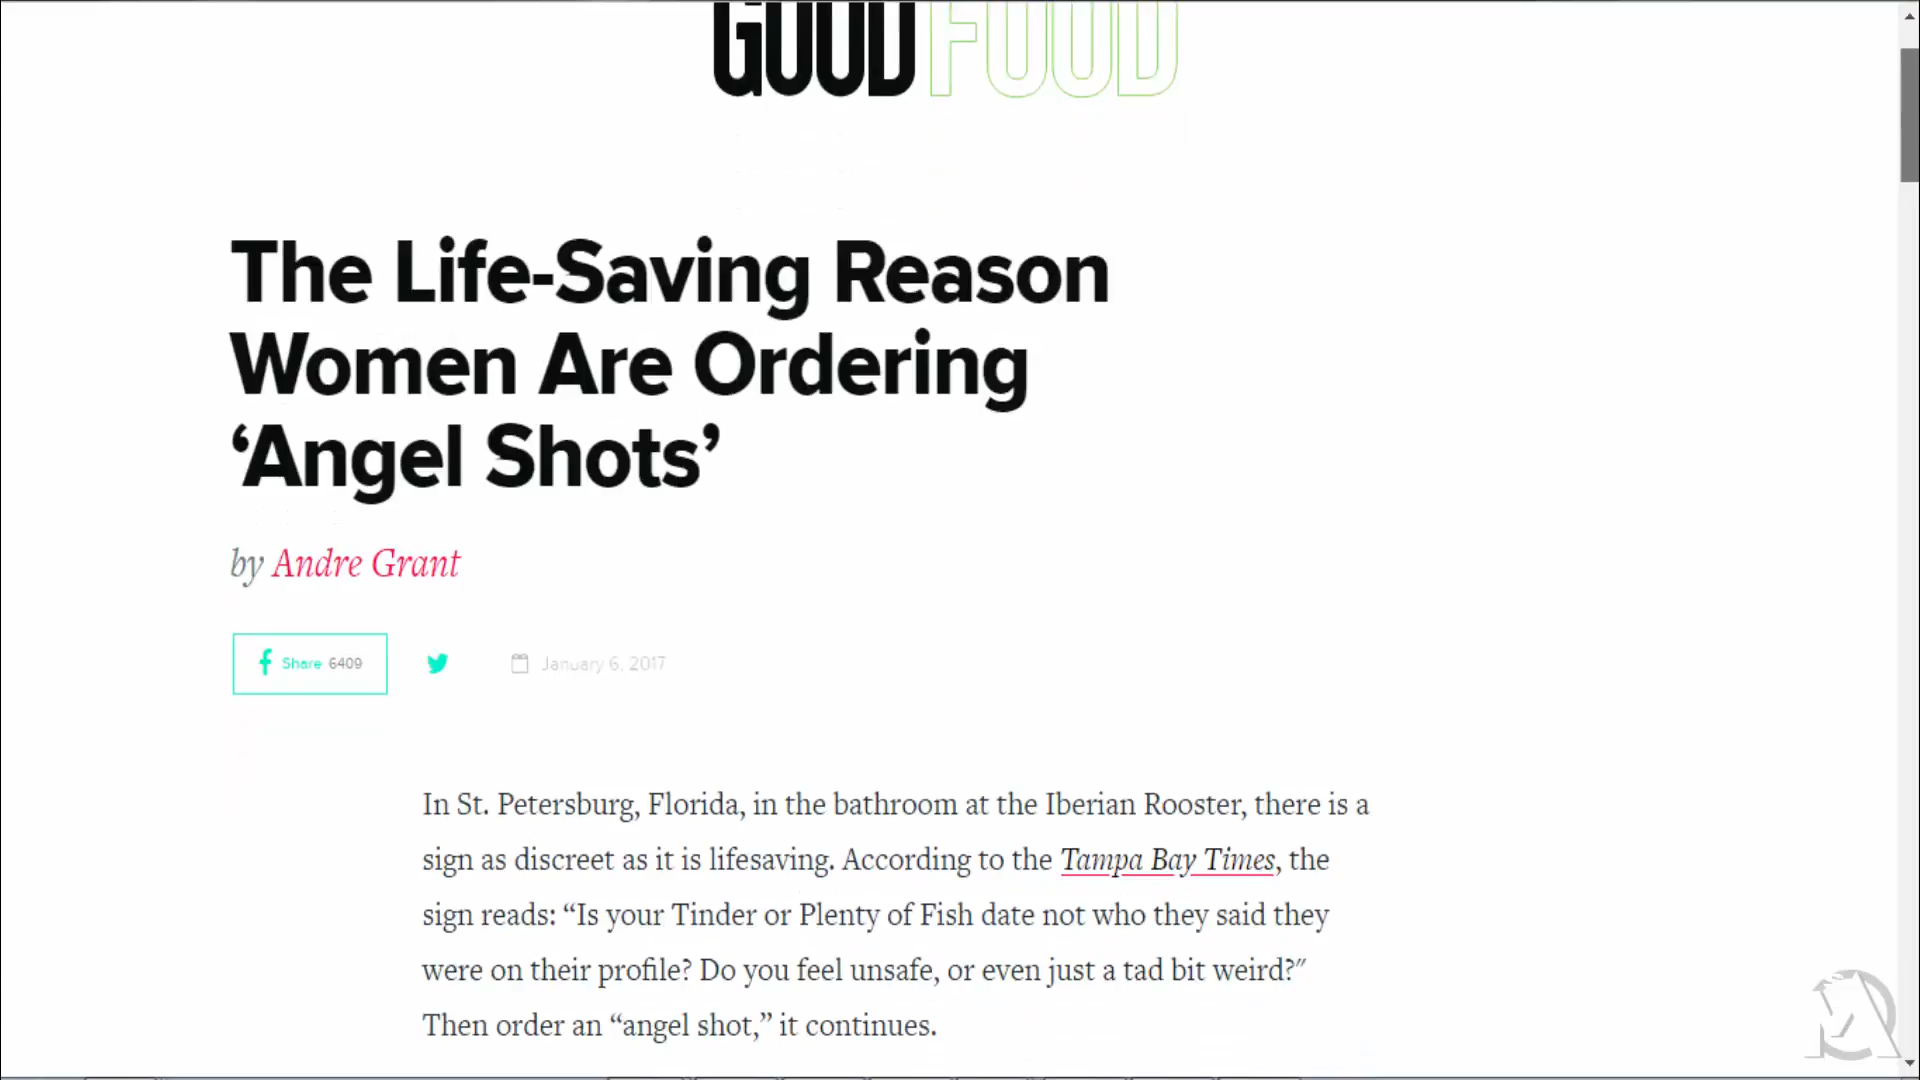 GOOD FOOD
The Life-Saving Reason
Women Are Ordering
‘Angel Shots’
by Andre Grant
Share 6409
January 6, 2017
In St. Petersburg, Florida, in the bathroom at the Iberian Rooster, there is a
sign as discreet as it is lifesaving. According to the Tampa Bay Times, the
sign reads: “Is your Tinder or Plenty of Fish date not who they said they
were on their profile? Do you feel unsafe, or even just a tad bit weird?"
Then order an “angel shot,” it continues.